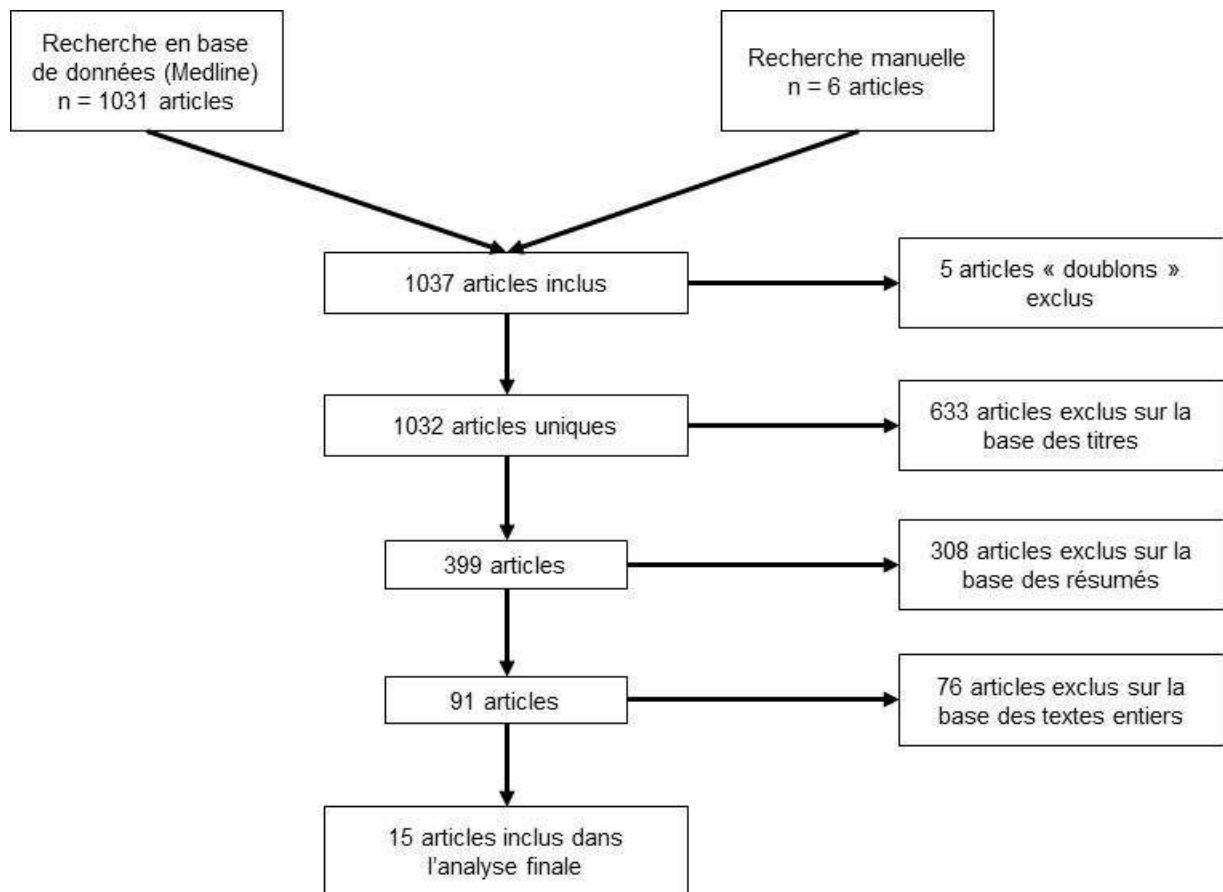 Recherche en base
de données (Medline)
n = 1031 articles
Recherche manuelle
n = 6 articles
1037 articles inclus
5 articles « doublons »
exclus
1032 articles uniques
633 articles exclus sur la
base des titres
399 articles
308 articles exclus sur la
base des résumés
91 articles
76 articles exclus sur la
base des textes entiers
15 articles inclus dans
l'analyse finale